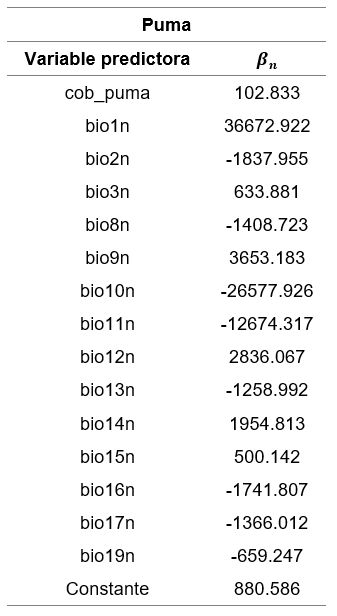 Puma
Variable predictora βn
cob_puma 102.833
bio1n 36672.922
bio2n -1837.955
bio3n 633.881
bio8n -1408.723
bio9n 3653.183
bio10n -26577.926
bio11n -12674.317
bio12n 2836.067
bio13n -1258.992
bio14n 1954.813
bio15n 500.142
bio16n -1741.807
bio17n -1366.012
bio19n -659.247
Constante 880.586